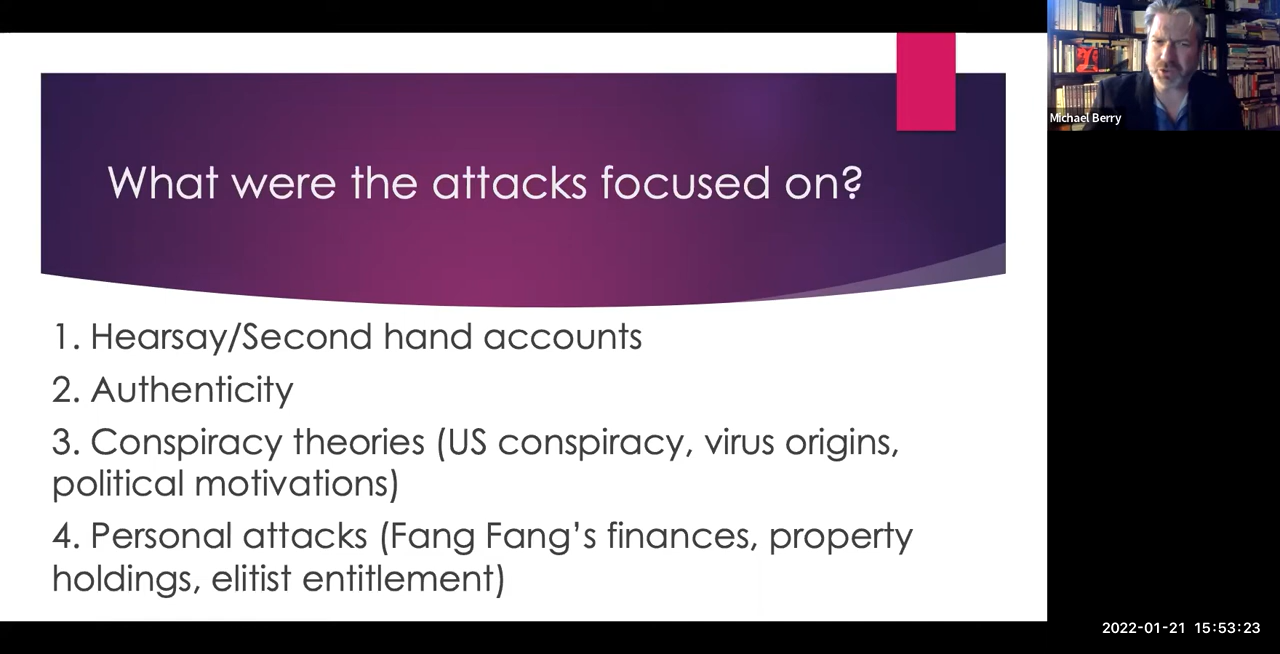 What were the attacks focused on?
1. Hearsay/Second hand accounts
2. Authenticity
3. Conspiracy theories (US conspiracy, virus origins,
political motivations)
4. Personal attacks (Fang Fang’s finances, property
holdings, elitist entitlement)
Michael Berry
2022-01-21 15:53:23